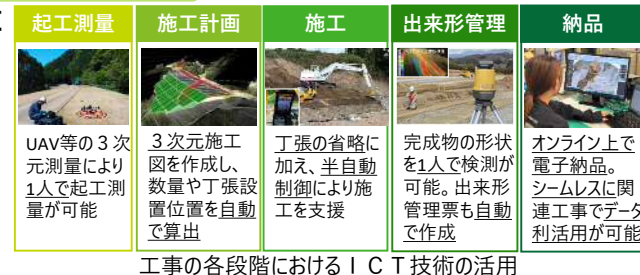 起工測量
施工計画
施工
出来形管理
納品
UAV等の３次
元測量により
1人で起工測
量が可能
３次元施工
図を作成し、
数量や丁張設
置位置を自動
で算出
丁張の省略に
加え、半自動
制御により施
工を支援
完成物の形状
を1人で検測が
可能。出来形
管理票も自動
で作成
オンライン上で
電子納品。
シームレスに関
連工事でデータ
利活用が可能
工事の各段階におけるＩＣＴ技術の活用